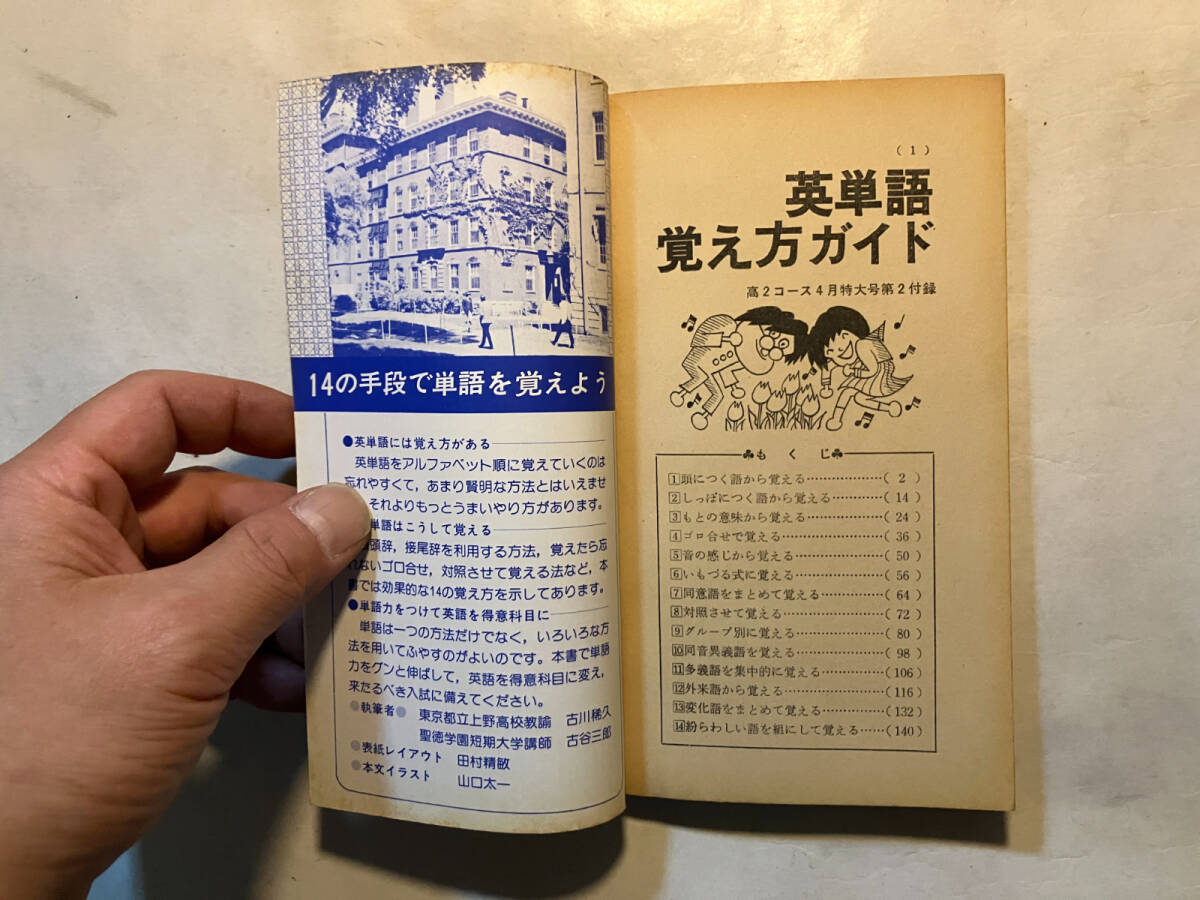 14の手段で単語を覚えよう
●英単語には覚え方がある
英単語をアルファベット順に覚えていくのは
忘れやすくて，あまり賢明な方法とはいえませ
それよりもっとうまいやり方があります。
単語はこうして覚える
頭辞，接尾辞を利用する方法，覚えたら忘
れないゴロ合せ，対照させて覚える法など，本
書では効果的な14の覚え方を示してあります。
●単語力をつけて英語を得意科目に
単語は一つの方法だけでなく，いろいろな方
法を用いてふやすのがよいのです。本書で単語
力をグンと伸ばして，英語を得意科目に変え，
来たるべき入試に備えてください。
●執筆者● 東京都立上野高校教諭 古川稀久
聖徳学園短期大学講師 古谷三郎
●表紙レイアウト 田村精敏
●本文イラスト 山口太一
(1)
英単語
覚え方ガイド
高2コース4月特大号第2付録
♣もくじ♣
1頭につく語から覚える……………(2)
2しっぽにつく語から覚える………(14)
3もとの意味から覚える……………(24)
4ゴロ合せで覚える…………………(36)
5音の感じから覚える………………(50)
6いもづる式に覚える………………(56)
7同意語をまとめて覚える…………(64)
8対照させて覚える…………………(72)
9グループ別に覚える………………(80)
10同音異義語を覚える………………(98)
11多義語を集中的に覚える…………(106)
12外来語から覚える…………………(116)
13変化語をまとめて覚える…………(132)
14紛らわしい語を組にして覚える……(140)